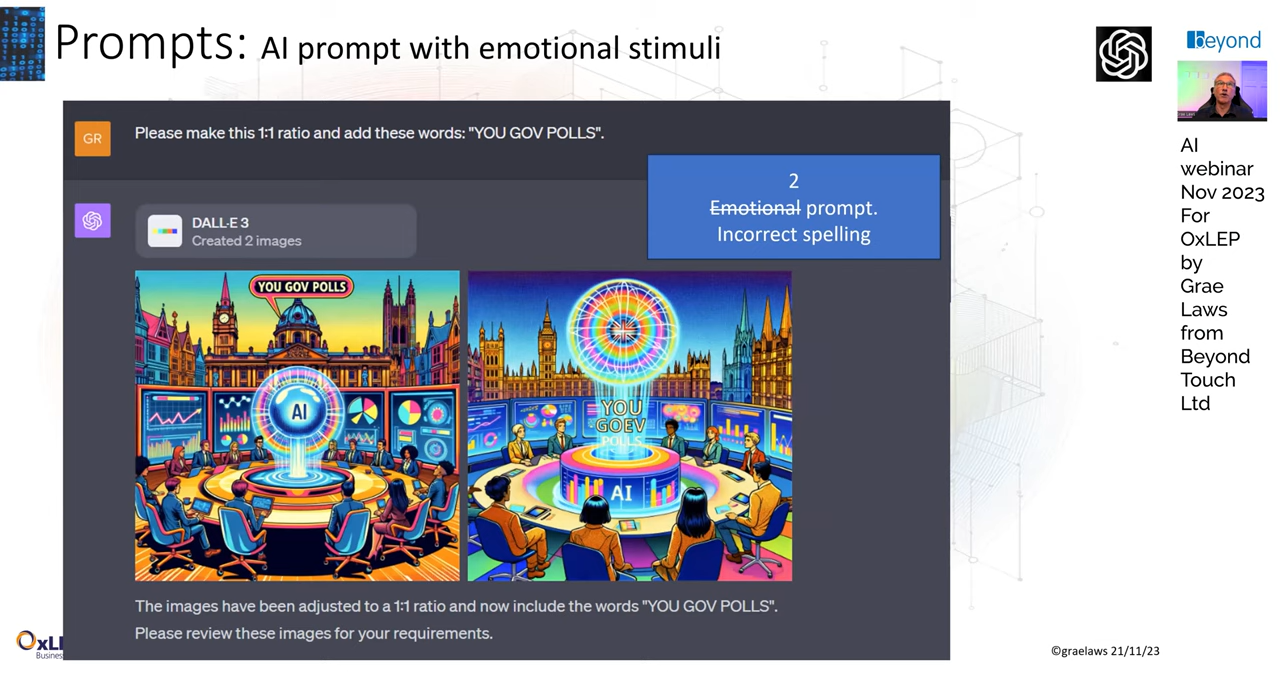 Prompts: AI prompt with emotional stimuli
beyond
GR
Please make this 1:1 ratio and add these words: "YOU GOV POLLS".
2
Emotional prompt.
Incorrect spelling
DALL·E 3
Created 2 images
YOU GOV POLLS
AI
YOU
GOEV
POLLS
AI
The images have been adjusted to a 1:1 ratio and now include the words "YOU GOV POLLS".
Please review these images for your requirements.
AI
webinar
Nov 2023
For
OxLEP
by
Grae
Laws
from
Beyond
Touch
Ltd
OxLE
Business
©graelaws 21/11/23